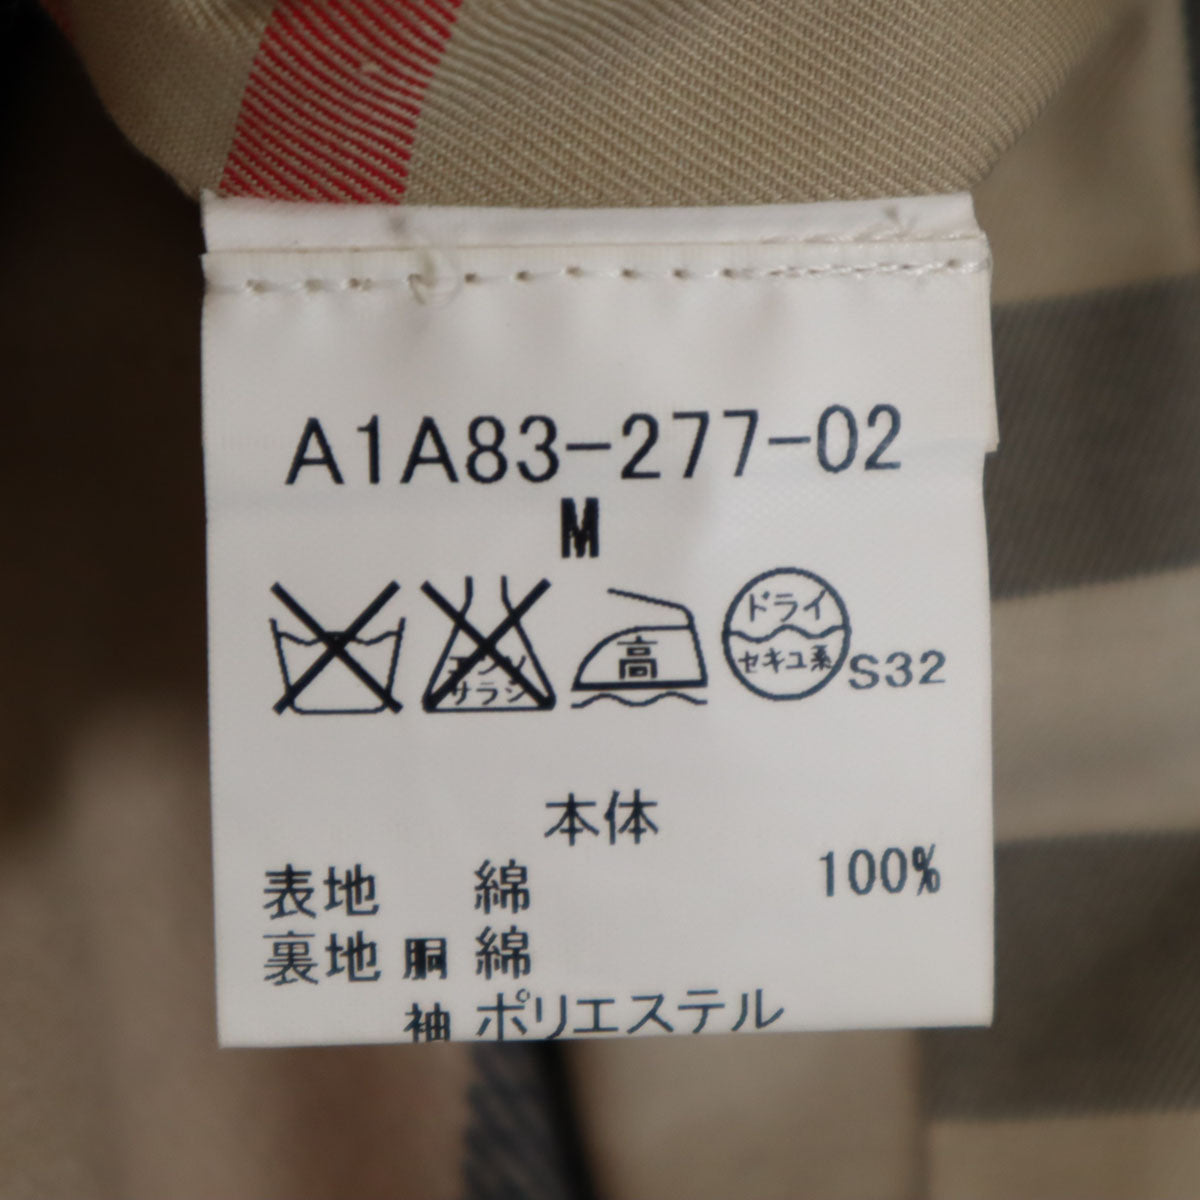 A1A83-277-02
M
エンソ
サラシ
高
ドライ
セキユ系
S32
本体
表地 綿 100%
裏地 胴 綿
袖 ポリエステル